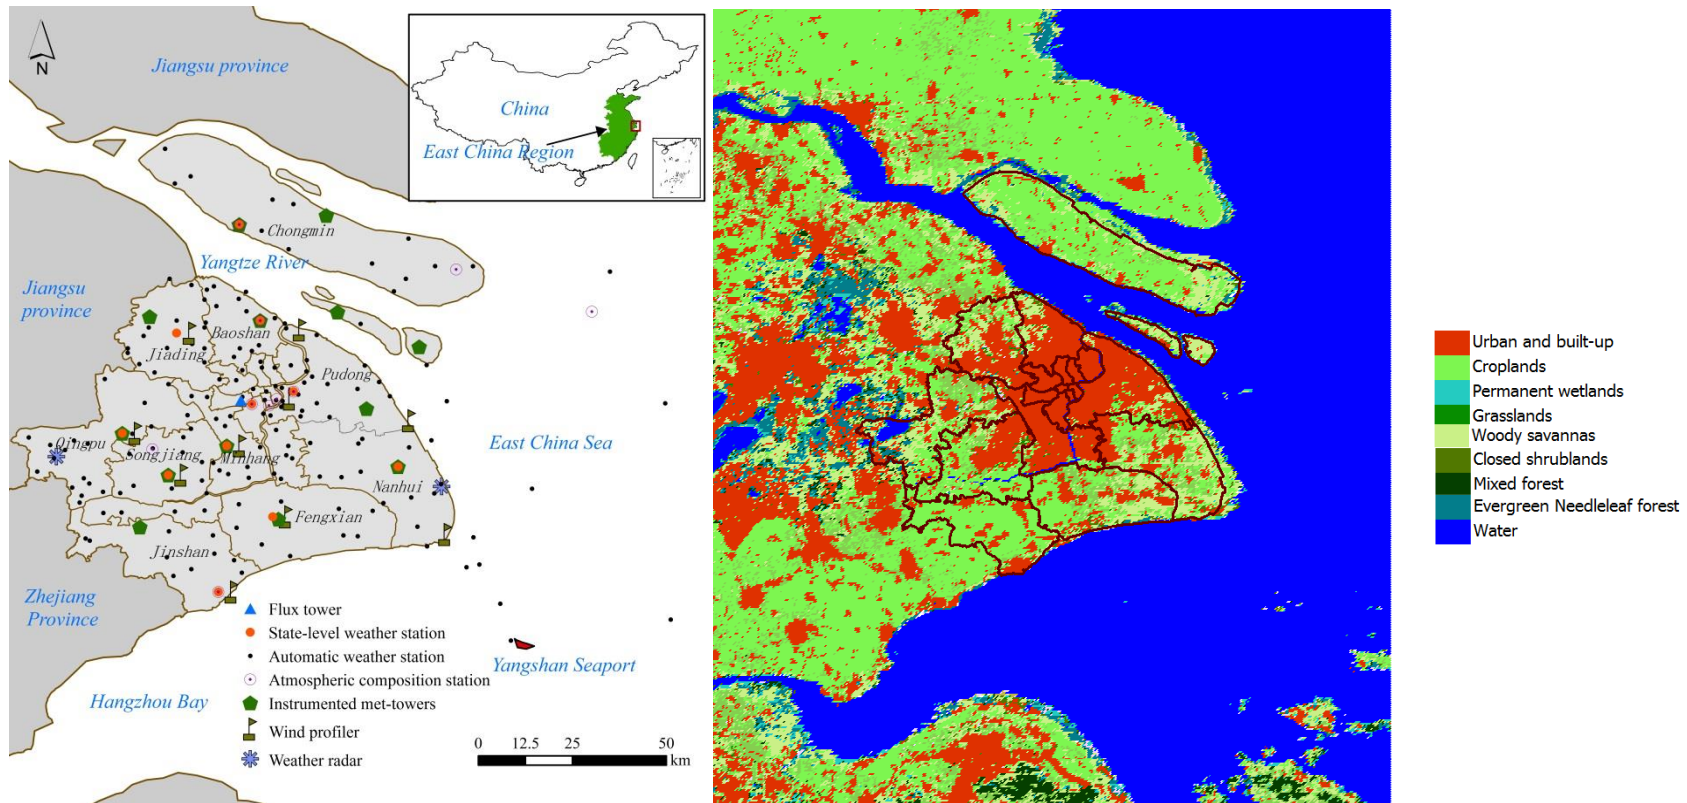 Jiangsu province
N
China
East China Region
Chongmin
Yangtze River
Jiangsu
province
Baoshan
Jiading
Pudong
Qingpu
Songjiang
Minhang
East China Sea
Nanhui
Fengxian
Jinshan
Zhejiang
Province
Hangzhou Bay
Yangshan Seaport
Flux tower
State-level weather station
Automatic weather station
Atmospheric composition station
Instrumented met-towers
Wind profiler
Weather radar
0 12.5 25 50
km
Urban and built-up
Croplands
Permanent wetlands
Grasslands
Woody savannas
Closed shrublands
Mixed forest
Evergreen Needleleaf forest
Water